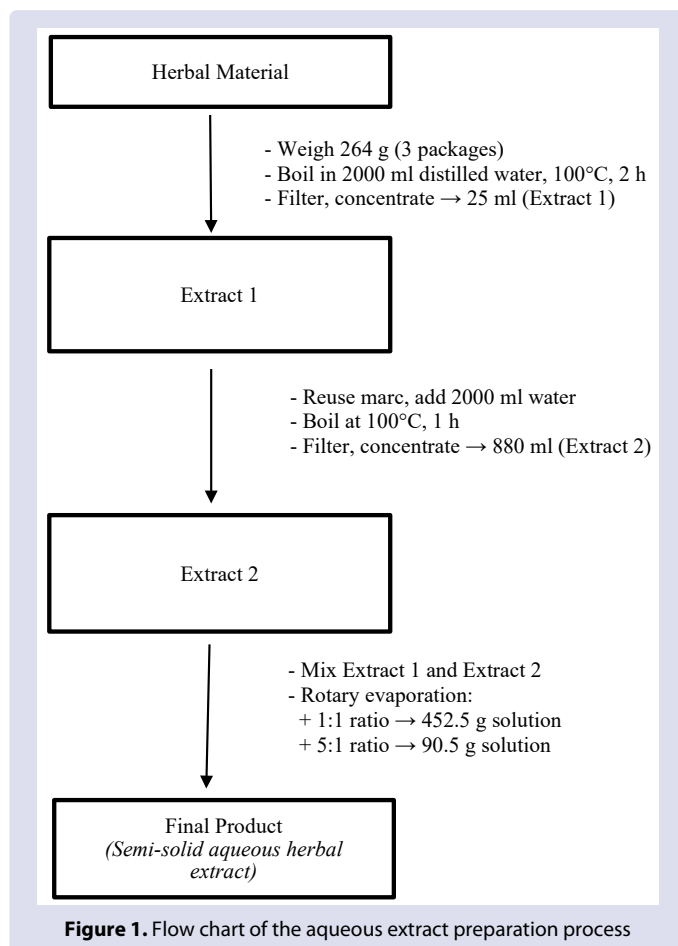 Herbal Material
- Weigh 264 g (3 packages)
- Boil in 2000 ml distilled water, 100°C, 2 h
- Filter, concentrate → 25 ml (Extract 1)
Extract 1
- Reuse marc, add 2000 ml water
- Boil at 100°C, 1 h
- Filter, concentrate → 880 ml (Extract 2)
Extract 2
- Mix Extract 1 and Extract 2
- Rotary evaporation:
+ 1:1 ratio → 452.5 g solution
+ 5:1 ratio → 90.5 g solution
Final Product
(Semi-solid aqueous herbal
extract)
Figure 1. Flow chart of the aqueous extract preparation process